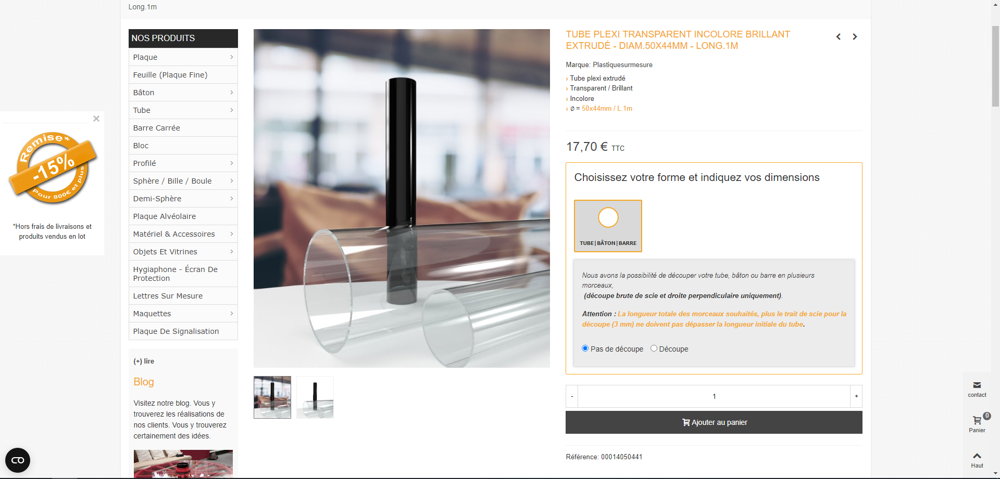 Long.1m
NOS PRODUITS
Plaque
Feuille (Plaque Fine)
Bâton
Tube
Barre Carrée
Bloc
Profilé
Sphère / Bille / Boule
Demi-Sphère
Plaque Alvéolaire
Matériel & Accessoires
Objets Et Vitrines
Hygiaphone - Écran De
Protection
Lettres Sur Mesure
Maquettes
Plaque De Signalisation
(+) lire
Blog
Visitez notre blog. Vous y
trouverez les réalisations de
nos clients. Vous y trouverez
certainement des idées.
Remise*
-15%
Pour 800€ et plus
*Hors frais de livraisons et
produits vendus en lot
TUBE PLEXI TRANSPARENT INCOLORE BRILLANT
EXTRUDÉ - DIAM.50X44MM - LONG.1M
Marque: Plastiquesurmesure
› Tube plexi extrudé
› Transparent / Brillant
› Incolore
› ∅ = 50x44mm / L.1m
17,70 € TTC
Choisissez votre forme et indiquez vos dimensions
TUBE|BÂTON|BARRE
Nous avons la possibilité de découper votre tube, bâton ou barre en plusieurs
morceaux,
(découpe brute de scie et droite perpendiculaire uniquement).
Attention : La longueur totale des morceaux souhaités, plus le trait de scie pour la
découpe (3 mm) ne doivent pas dépasser la longueur initiale du tube.
Pas de découpe Découpe
- 1 +
Ajouter au panier
Référence: 00014050441
contact
0
Panier
Haut